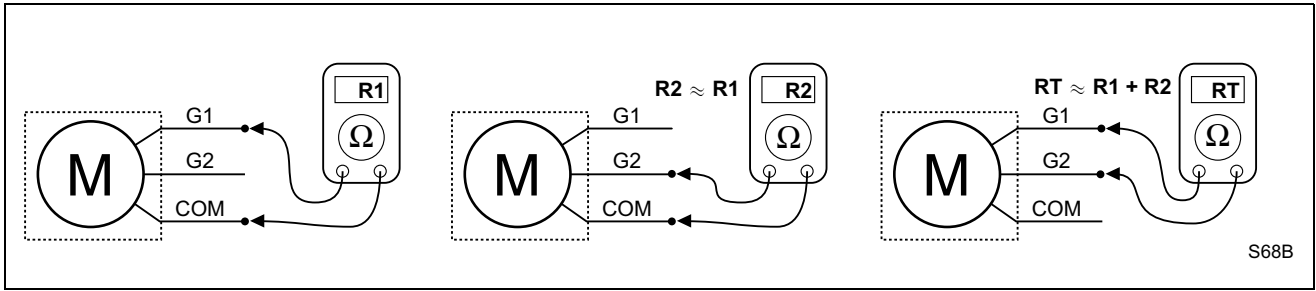 R1
Ω
M
G1
G2
COM
R2 ≈ R1
R2
Ω
M
G1
G2
COM
RT ≈ R1 + R2
RT
Ω
M
G1
G2
COM
S68B